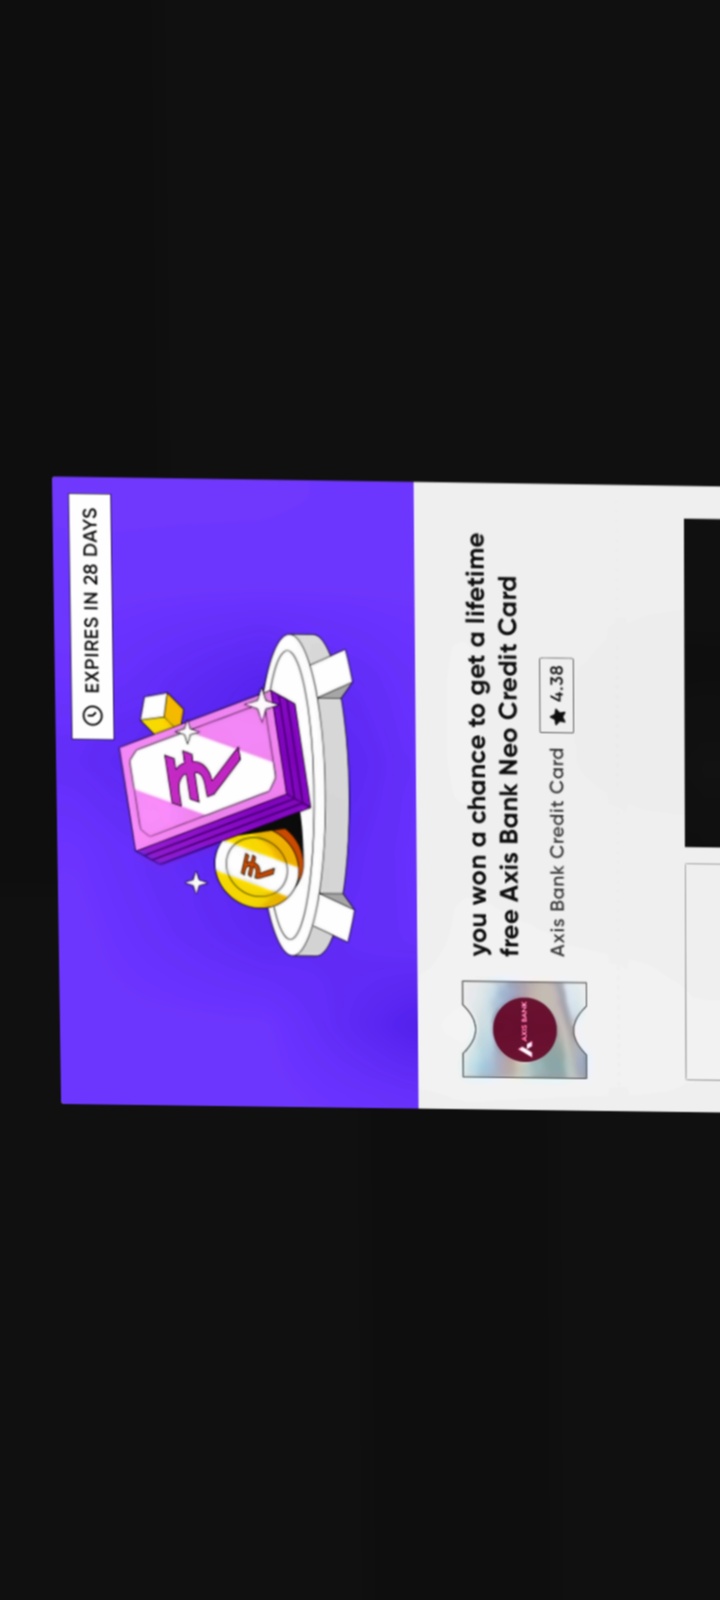 EXPIRES IN 28 DAYS
₹
₹
AXIS BANK
you won a chance to get a lifetime
free Axis Bank Neo Credit Card
Axis Bank Credit Card ★ 4.38